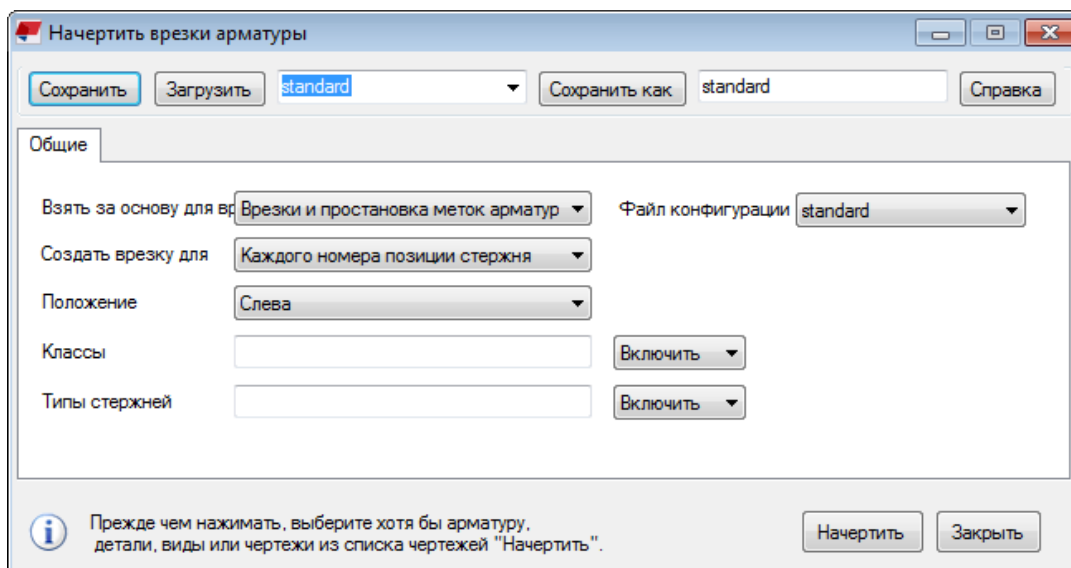 Начертить врезки арматуры
Сохранить Загрузить standard Сохранить как standard Справка
Общие
Взять за основу для вр Врезки и простановка меток арматур Файл конфигурации standard
Создать врезку для Каждого номера позиции стержня
Положение Слева
Классы Включить
Типы стержней Включить
Прежде чем нажимать, выберите хотя бы арматуру,
детали, виды или чертежи из списка чертежей "Начертить".
Начертить Закрыть